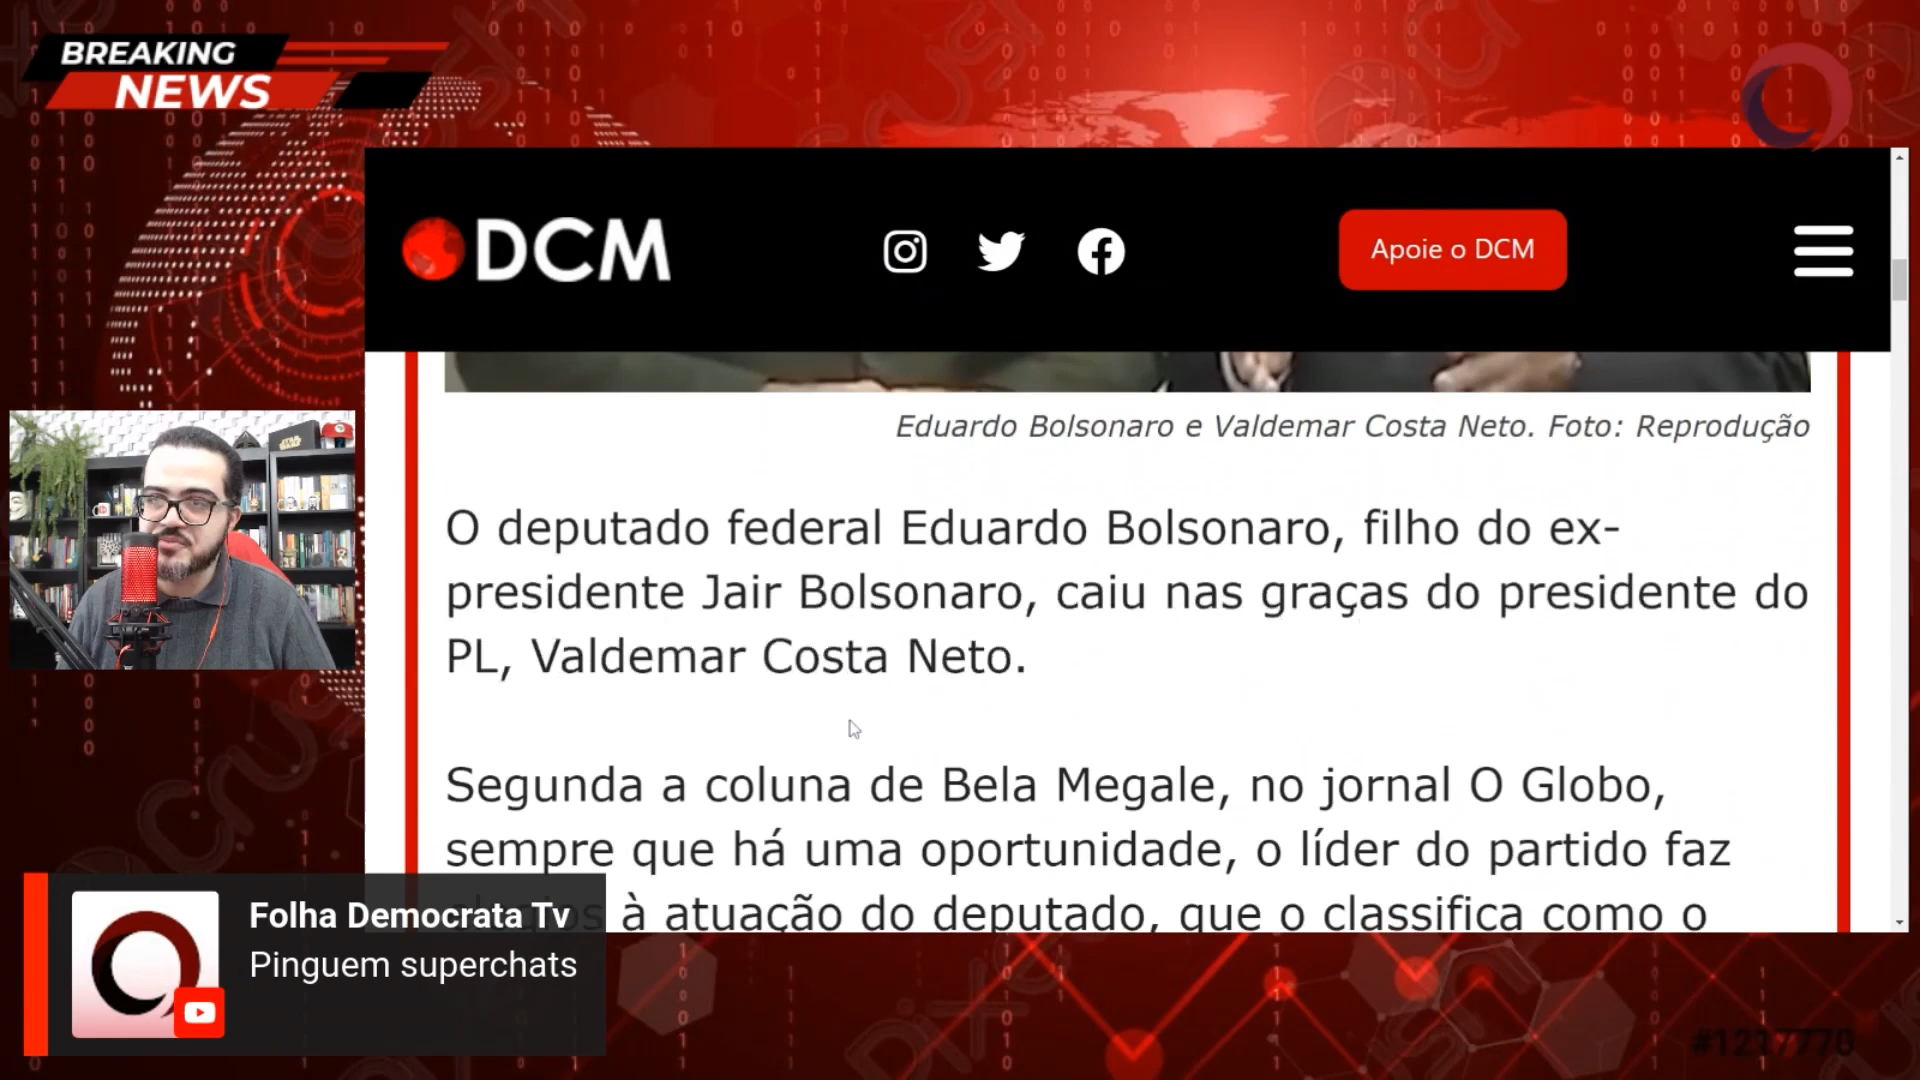 BREAKING
NEWS
DCM
Apoie o DCM
Eduardo Bolsonaro e Valdemar Costa Neto. Foto: Reprodução
O deputado federal Eduardo Bolsonaro, filho do ex-
presidente Jair Bolsonaro, caiu nas graças do presidente do
PL, Valdemar Costa Neto.
Segunda a coluna de Bela Megale, no jornal O Globo,
sempre que há uma oportunidade, o líder do partido faz
à atuação do deputado, que o classifica como o
Folha Democrata Tv
Pinguem superchats
#1217770